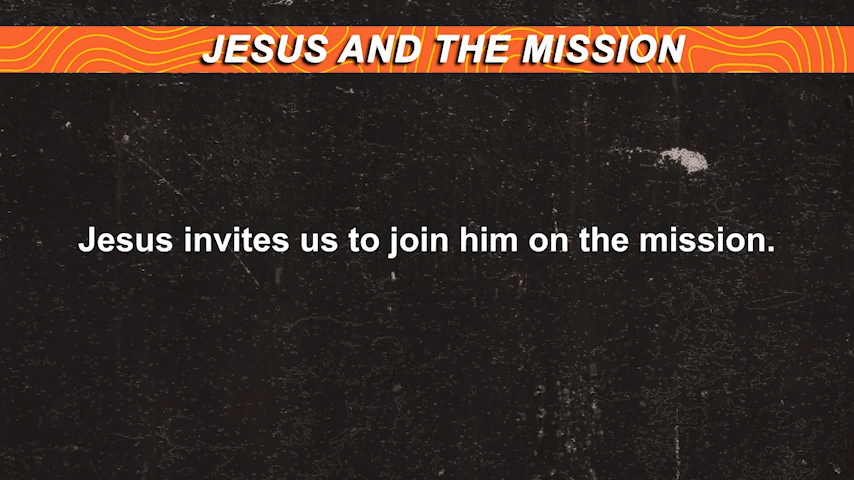 JESUS AND THE MISSION
Jesus invites us to join him on the mission.